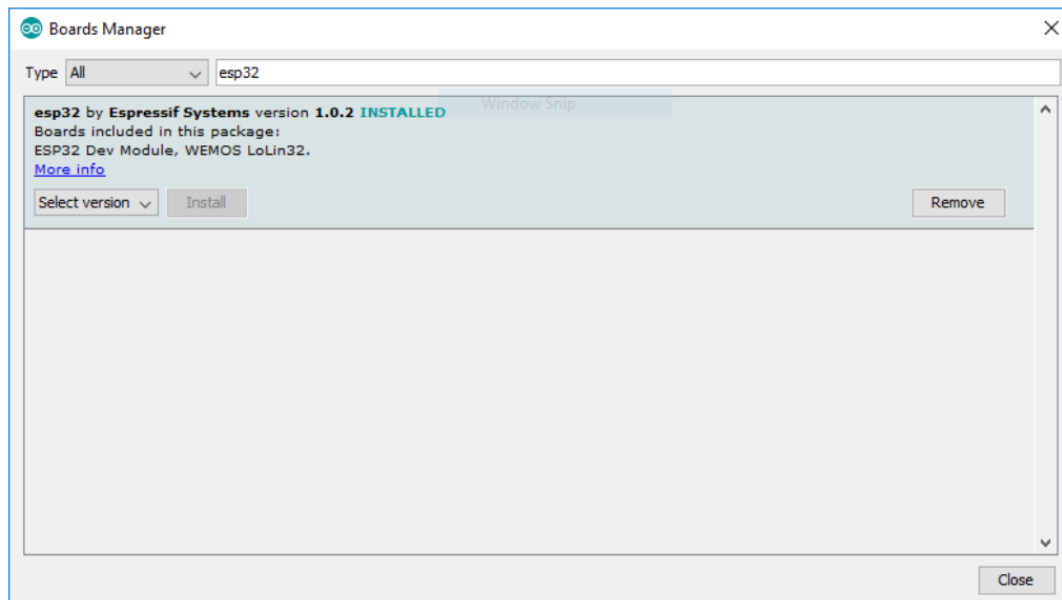 Boards Manager
Type All esp32
Window Snip
esp32 by Espressif Systems version 1.0.2 INSTALLED
Boards included in this package:
ESP32 Dev Module, WEMOS LoLin32.
More info
Select version Install Remove
Close